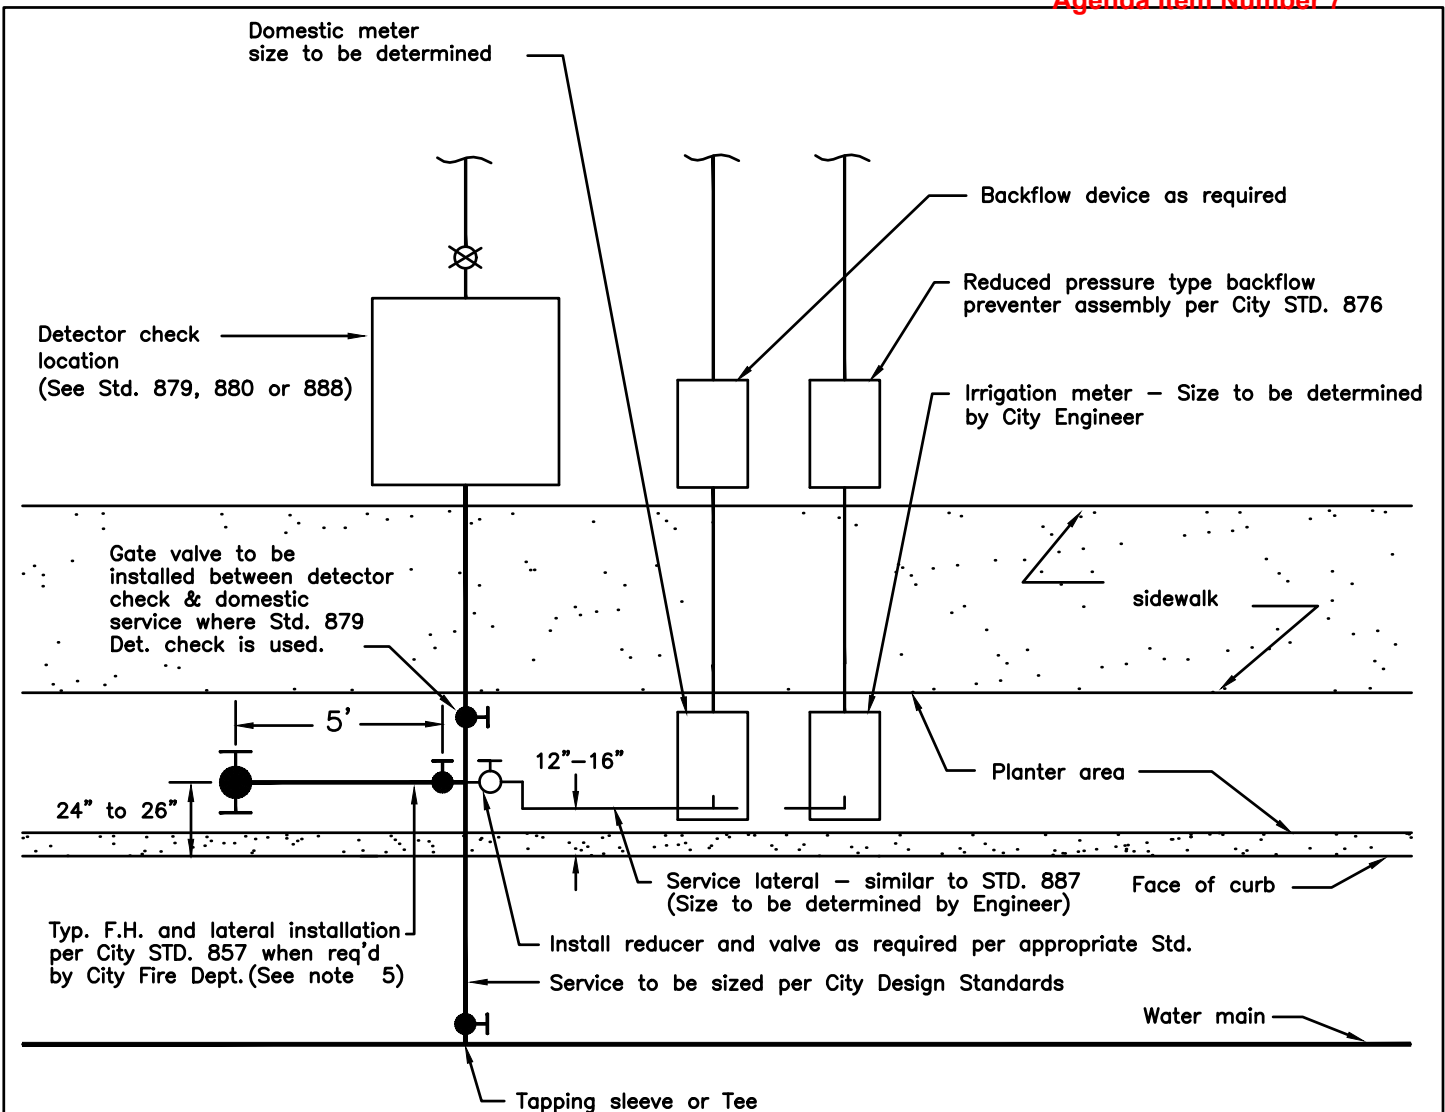 Agenda Item Number 7
Domestic meter
size to be determined
Backflow device as required
Reduced pressure type backflow
preventer assembly per City STD. 876
Detector check
location
(See Std. 879, 880 or 888)
Irrigation meter – Size to be determined
by City Engineer
Gate valve to be
installed between detector
check & domestic
service where Std. 879
Det. check is used.
sidewalk
5'
12"-16"
Planter area
24" to 26"
Service lateral – similar to STD. 887
(Size to be determined by Engineer)
Face of curb
Typ. F.H. and lateral installation
per City STD. 857 when req'd
by City Fire Dept. (See note 5)
Install reducer and valve as required per appropriate Std.
Service to be sized per City Design Standards
Water main
Tapping sleeve or Tee